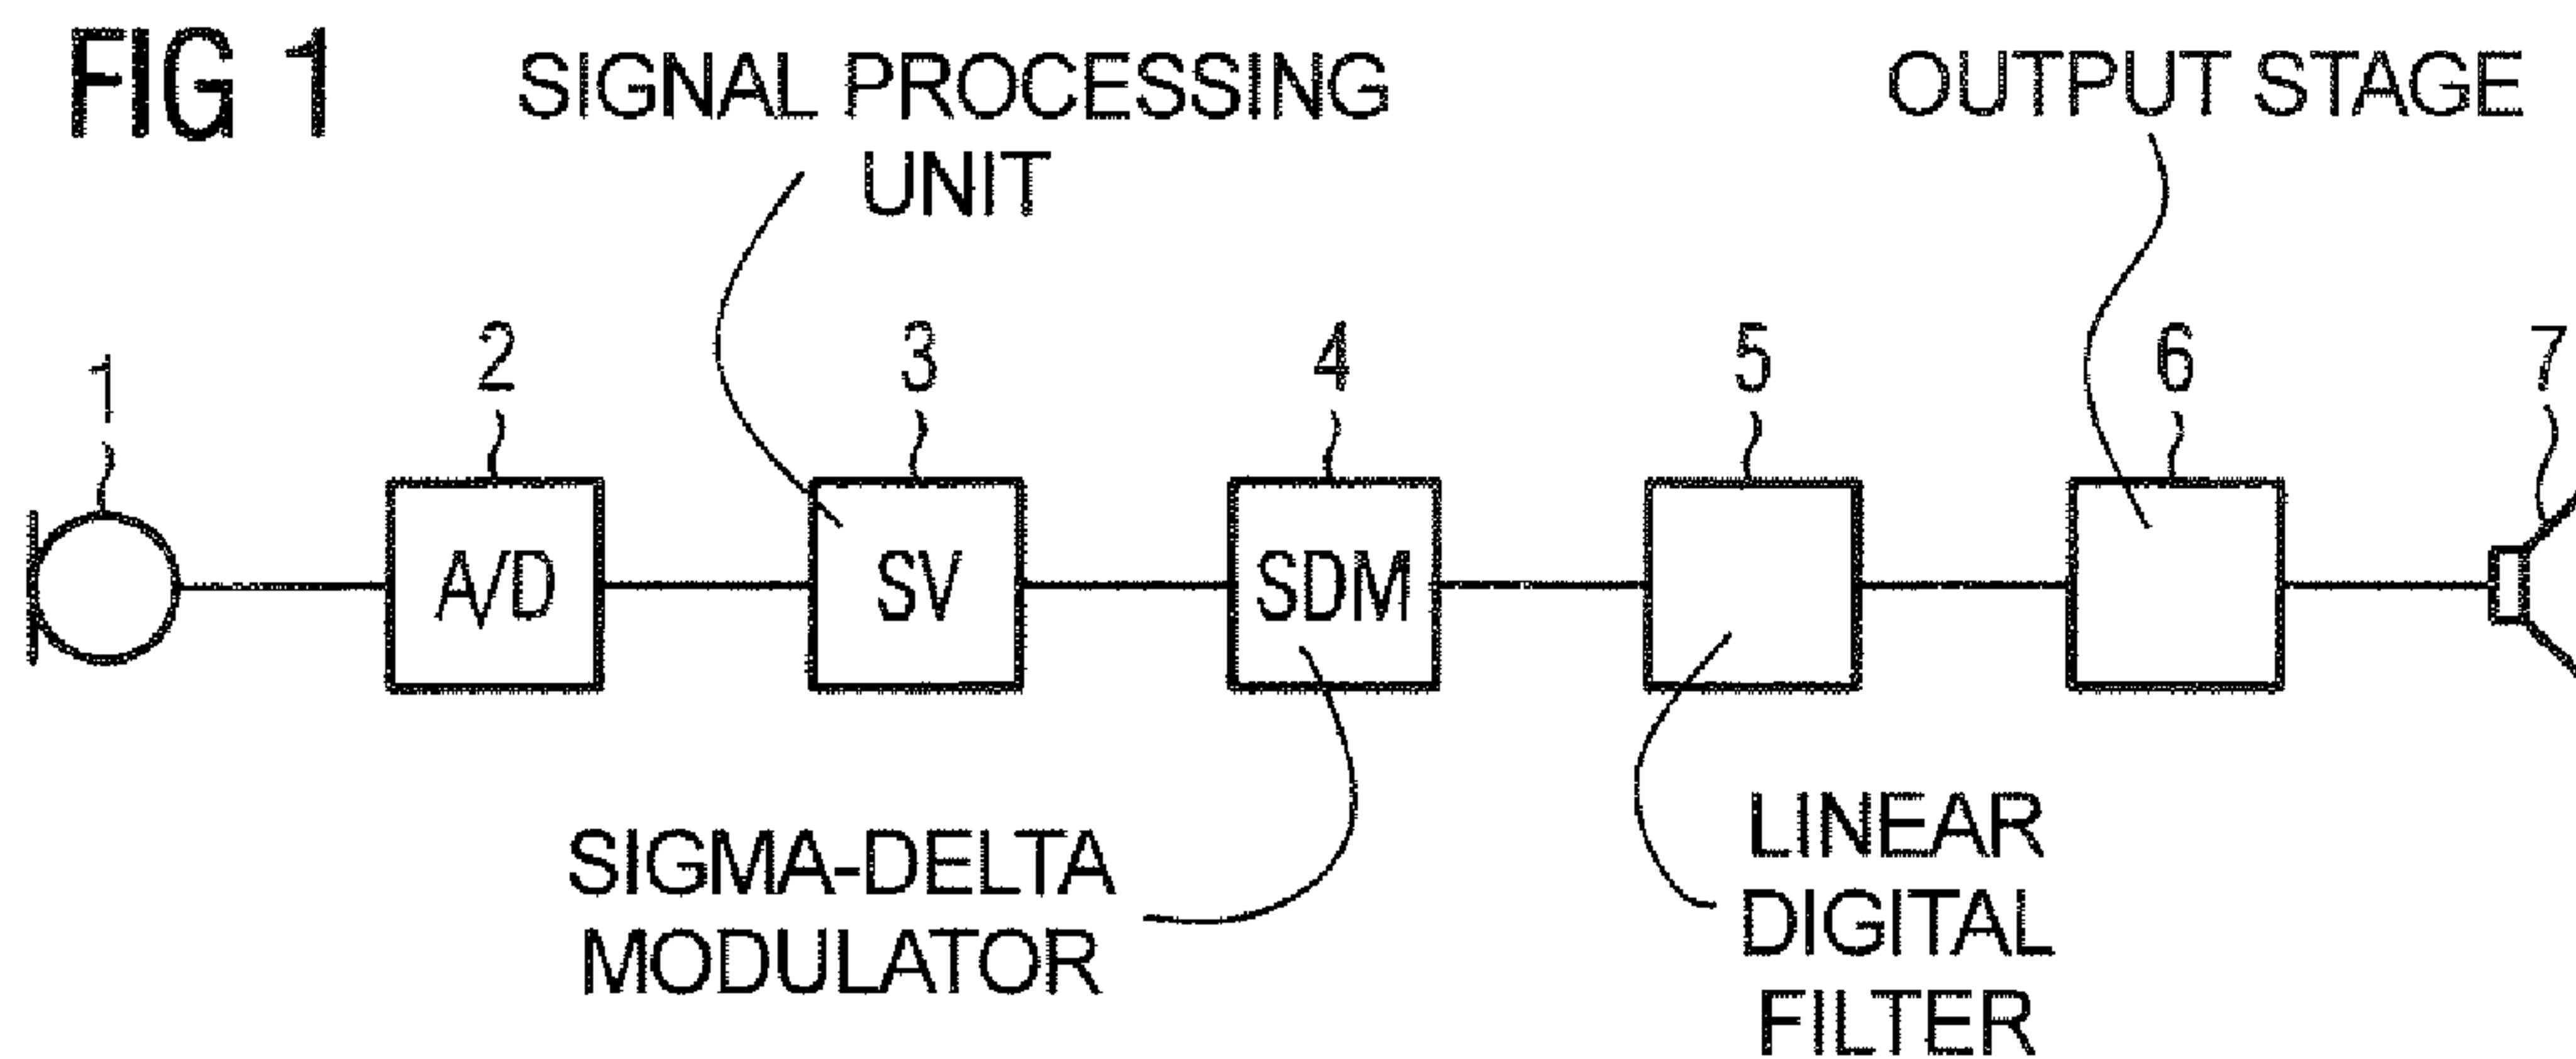 FIG 1
SIGNAL PROCESSING
UNIT
OUTPUT STAGE
1
2
3
4
5
6
7
A/D
SV
SDM
SIGMA-DELTA
MODULATOR
LINEAR
DIGITAL
FILTER